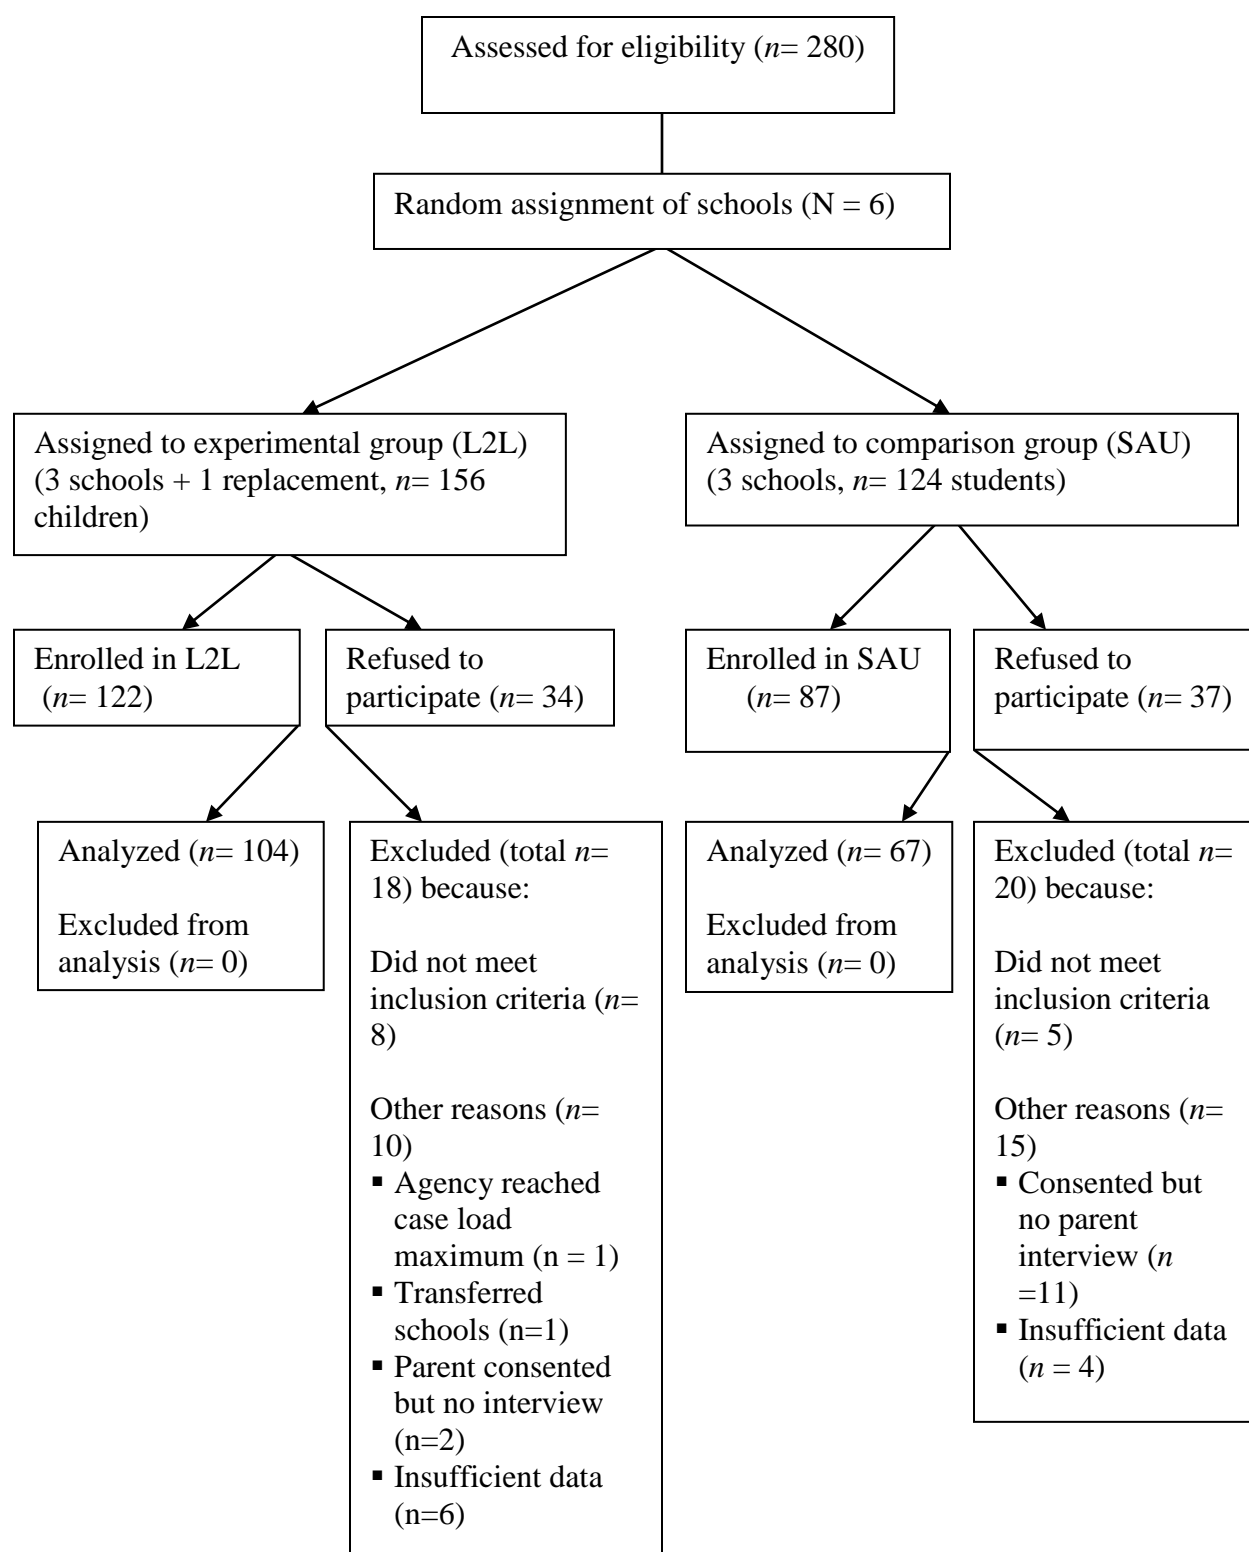 Assessed for eligibility (n= 280)
Random assignment of schools (N = 6)
Assigned to experimental group (L2L)
(3 schools + 1 replacement, n= 156
children)
Assigned to comparison group (SAU)
(3 schools, n= 124 students)
Enrolled in L2L
(n= 122)
Refused to
participate (n= 34)
Enrolled in SAU
(n= 87)
Refused to
participate (n= 37)
Analyzed (n= 104)
Excluded from
analysis (n= 0)
Excluded (total n=
18) because:
Did not meet
inclusion criteria (n=
8)
Other reasons (n=
10)
▪ Agency reached
case load
maximum (n = 1)
▪ Transferred
schools (n=1)
▪ Parent consented
but no interview
(n=2)
▪ Insufficient data
(n=6)
Analyzed (n= 67)
Excluded from
analysis (n= 0)
Excluded (total n=
20) because:
Did not meet
inclusion criteria
(n= 5)
Other reasons (n=
15)
▪ Consented but
no parent
interview (n
=11)
▪ Insufficient data
(n = 4)